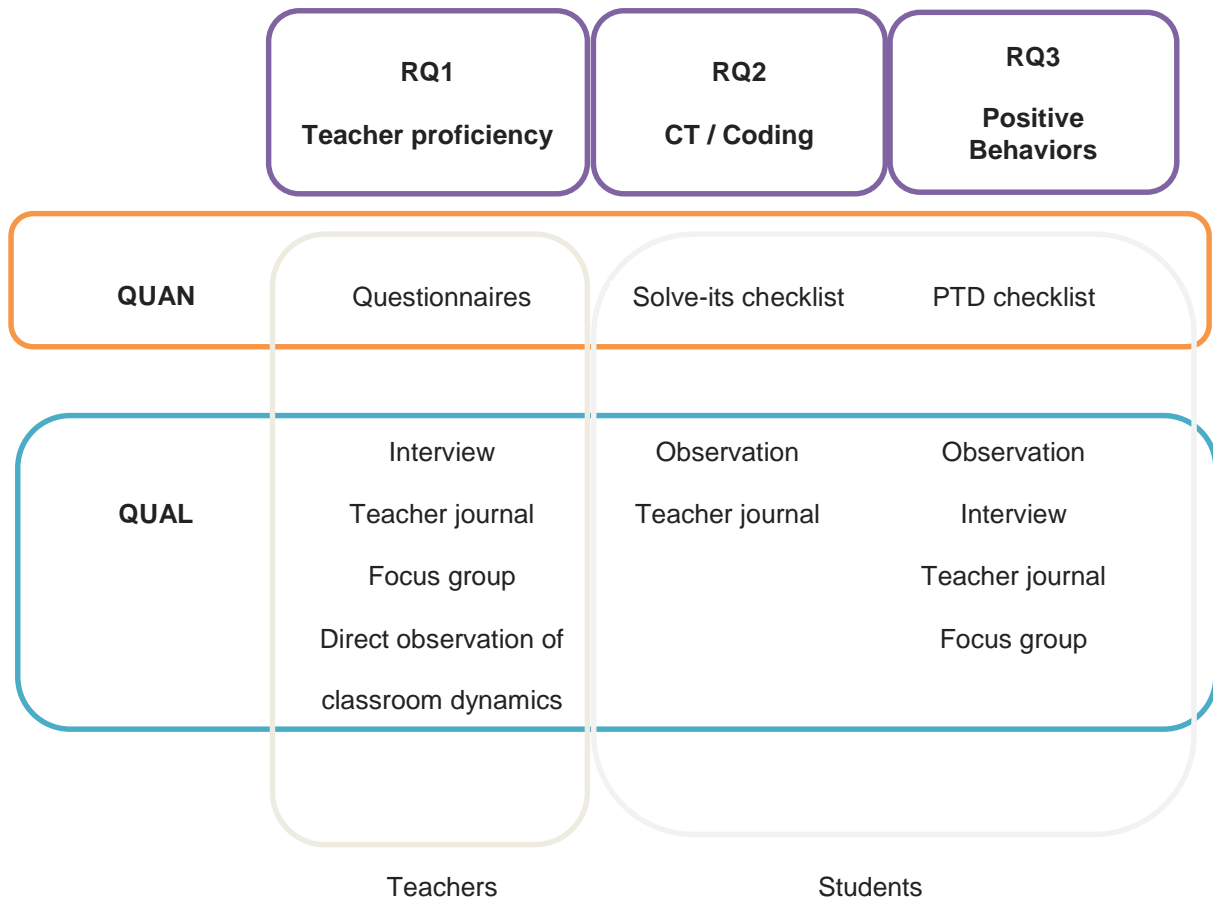 RQ1
Teacher proficiency
RQ2
CT / Coding
RQ3
Positive
Behaviors
QUAN
Questionnaires
Solve-its checklist
PTD checklist
QUAL
Interview
Teacher journal
Focus group
Direct observation of
classroom dynamics
Observation
Teacher journal
Observation
Interview
Teacher journal
Focus group
Teachers
Students